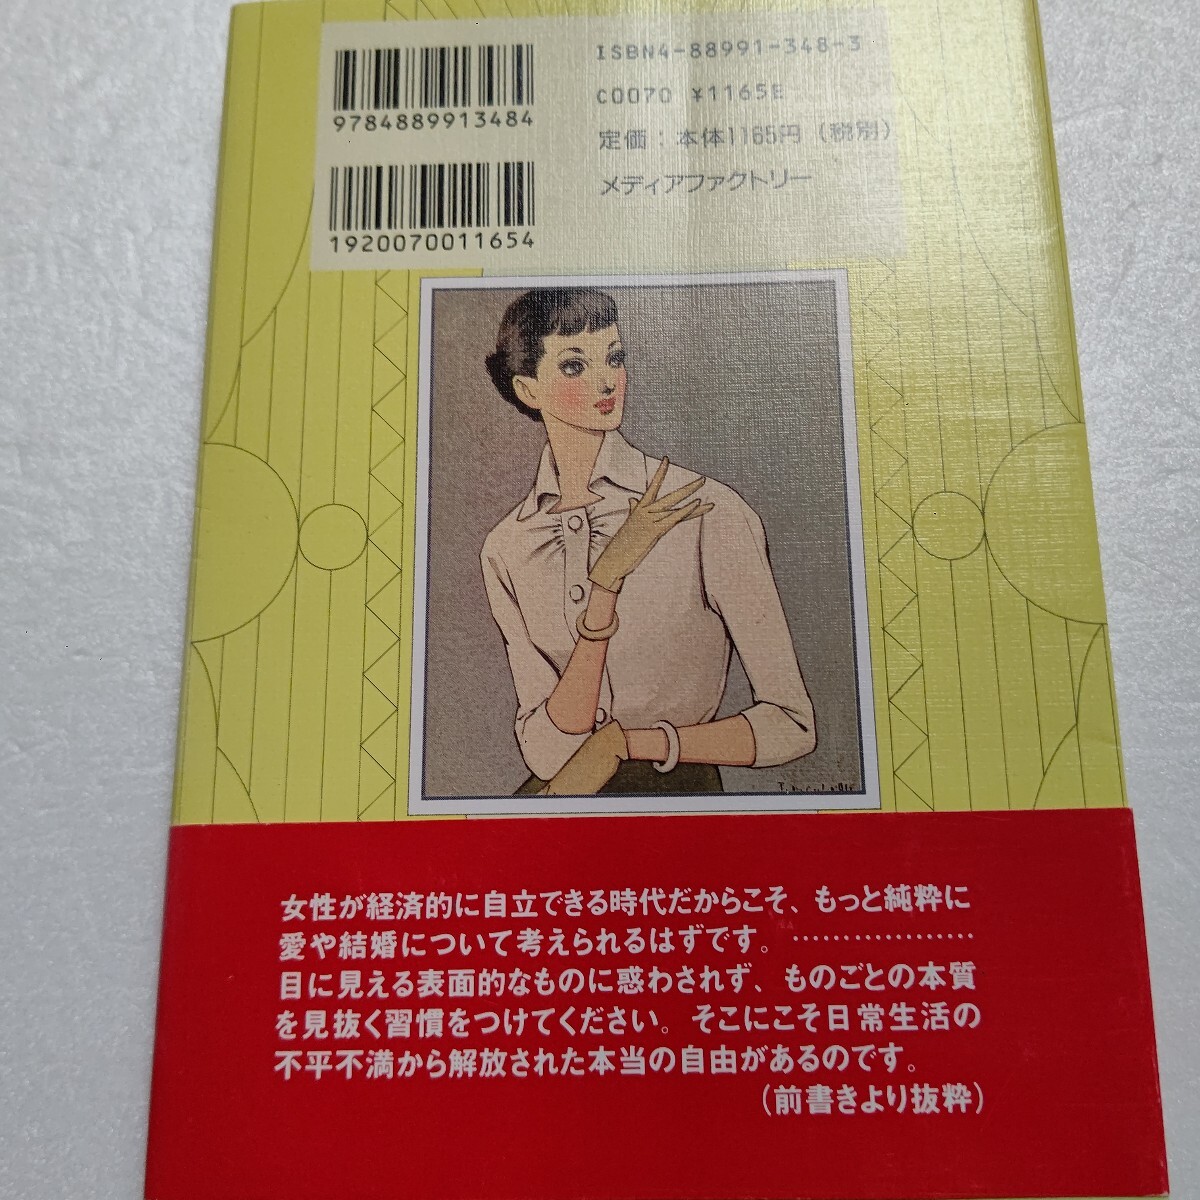 ISBN4-88991-348-3
C0070 ¥1165E
定価：本体1165円（税別）
メディアファクトリー
9784889913484
1920070011654
女性が経済的に自立できる時代だからこそ、もっと純粋に
愛や結婚について考えられるはずです。…………………
目に見える表面的なものに惑わされず、ものごとの本質
を見抜く習慣をつけてください。そこにこそ日常生活の
不平不満から解放された本当の自由があるのです。
（前書きより抜粋）